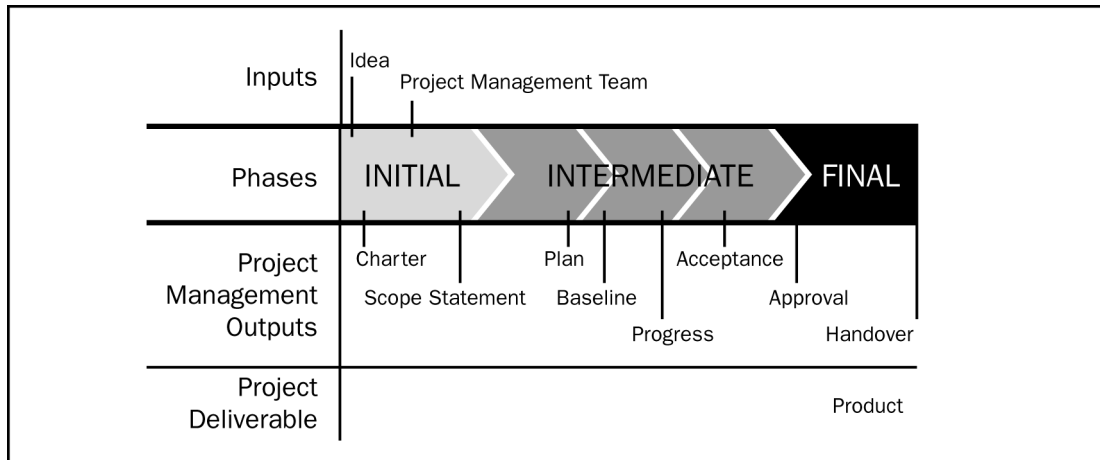 Idea
Inputs
Project Management Team
Phases
INITIAL
INTERMEDIATE
FINAL
Project
Management
Outputs
Charter
Plan
Acceptance
Scope Statement
Baseline
Approval
Progress
Handover
Project
Deliverable
Product